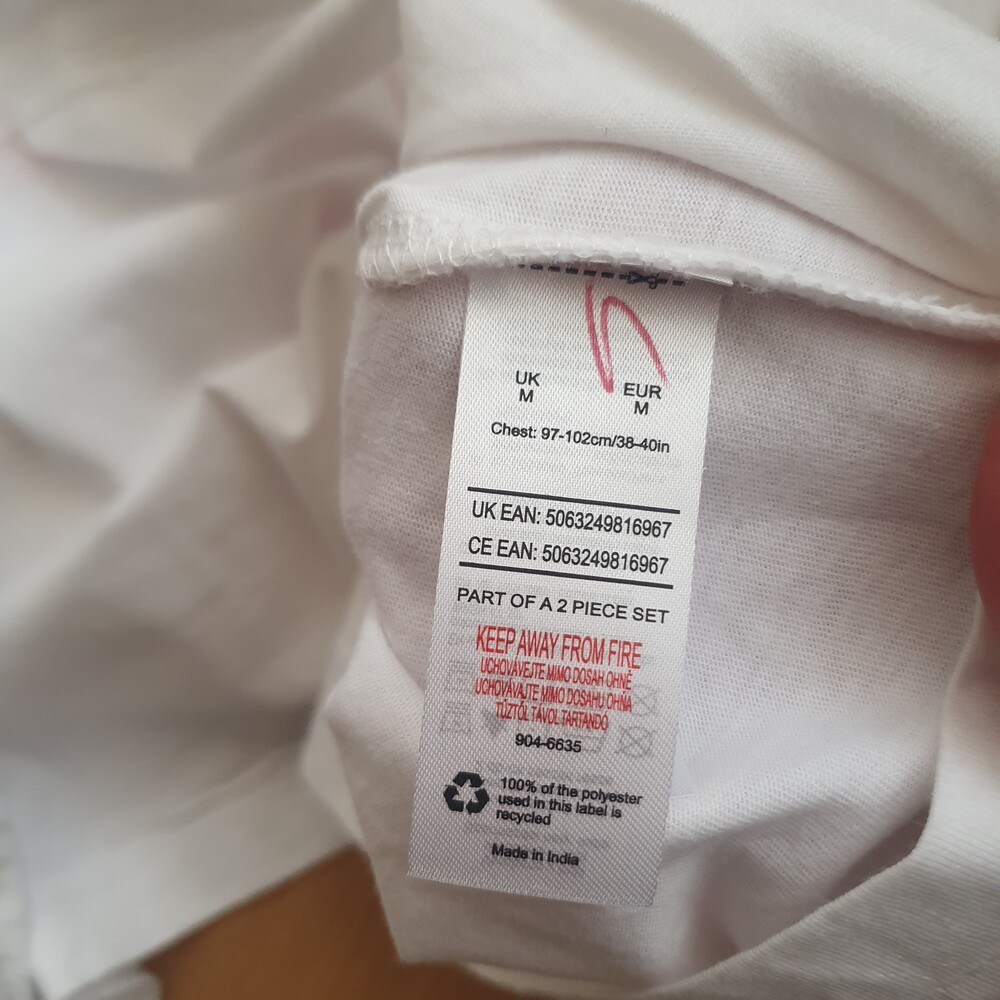 UK
M
EUR
M
Chest: 97-102cm/38-40in
UK EAN: 5063249816967
CE EAN: 5063249816967
PART OF A 2 PIECE SET
KEEP AWAY FROM FIRE
UCHOVÁVEJTE MIMO DOSAH OHNĚ
UCHOVÁVAJTE MIMO DOSAHU OHŇA
TŰZTŐL TÁVOL TARTANDÓ
904-6635
100% of the polyester
used in this label is
recycled
Made in India